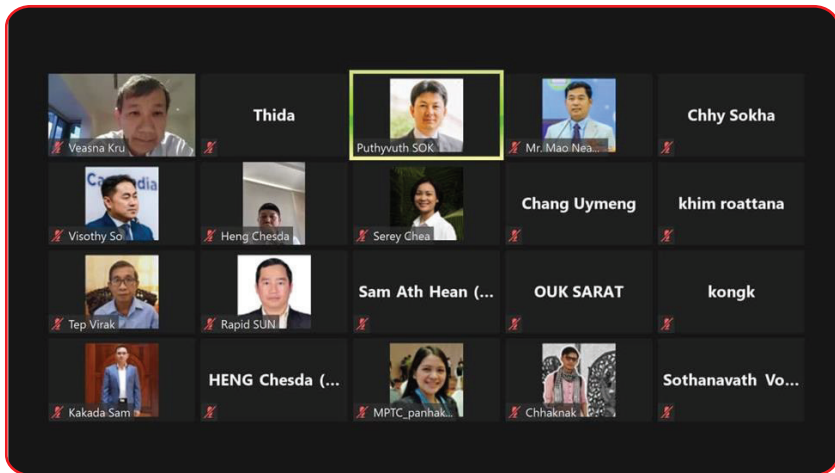 Veasna Kru
Thida
Puthyvuth SOK
Mr. Mao Nea...
Chhy Sokha
Visothy So
Heng Chesda
Serey Chea
Chang Uymeng
khim roattana
Tep Virak
Rapid SUN
Sam Ath Hean (...
OUK SARAT
kongk
Kakada Sam
HENG Chesda (...
MPTC_panhak...
Chhaknak
Sothanavath Vo...